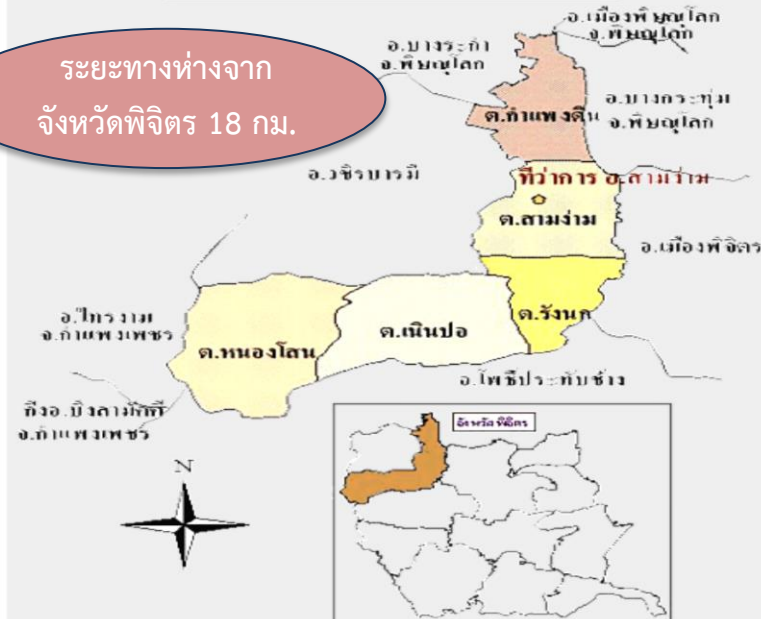 ระยะทางห่างจาก
จังหวัดพิจิตร 18 กม.
อ.เมืองพิษณุโลก
จ.พิษณุโลก
อ.บางระกำ
จ.พิษณุโลก
อ.บางกระทุ่ม
จ.พิษณุโลก
ต.กำแพงดิน
อ.วชิรบารมี
ที่ว่าการ อ.สามง่าม
ต.สามง่าม
อ.เมืองพิจิตร
อ.ไทรงาม
จ.กำแพงเพชร
ต.หนองโสน
ต.เนินปอ
ต.รังนก
อ.โพธิ์ประทับช้าง
กิ่งอ.บึงสามัคคี
จ.กำแพงเพชร
จังหวัดพิจิตร
N